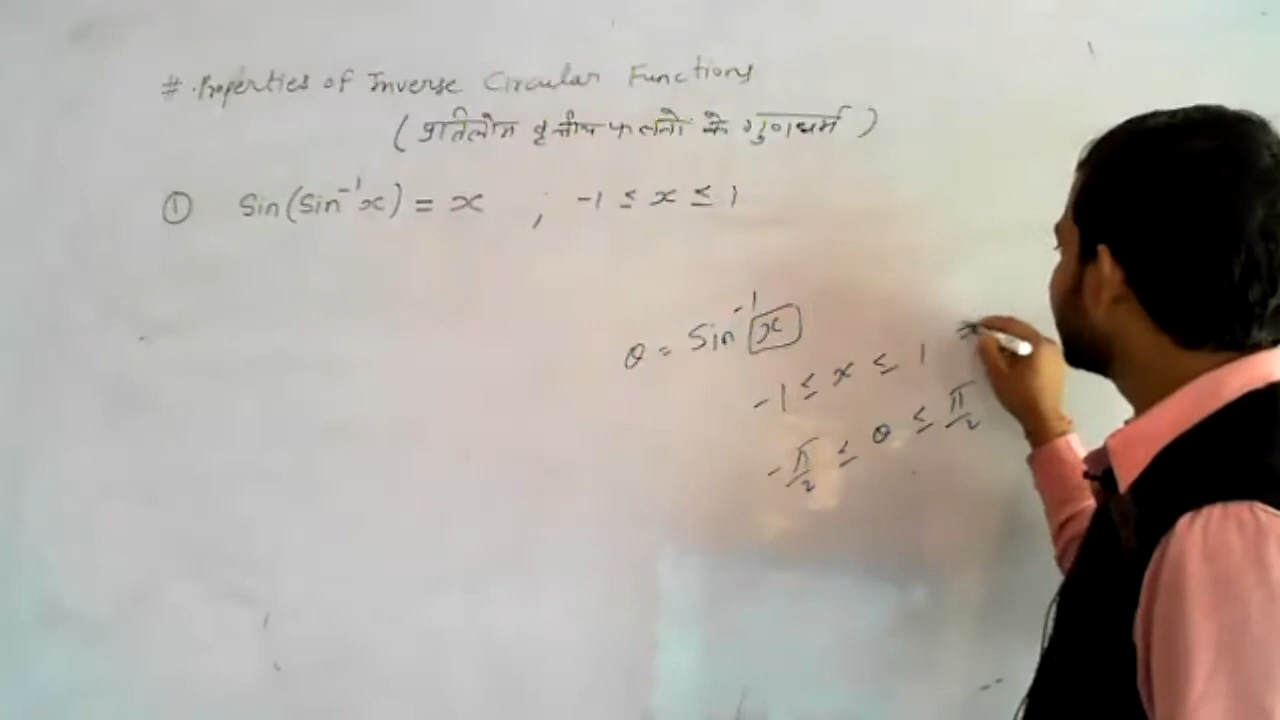 # Properties of Inverse Circular Functions
( प्रतिलोम वृत्तीय फलनों के गुणधर्म )
① Sin(Sin⁻¹x) = x ; -1 ≤ x ≤ 1
θ = Sin⁻¹x
-1 ≤ x ≤ 1
-π/2 ≤ θ ≤ π/2